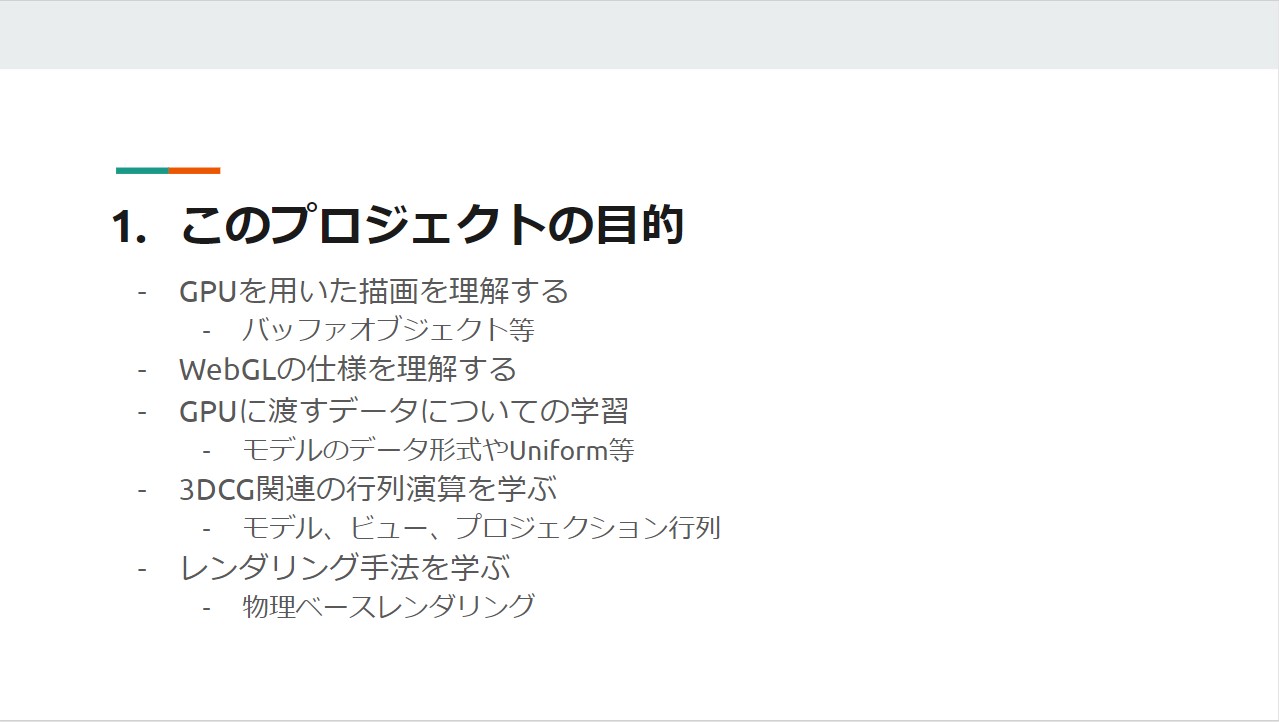 1. このプロジェクトの目的
- GPUを用いた描画を理解する
- バッファオブジェクト等
- WebGLの仕様を理解する
- GPUに渡すデータについての学習
- モデルのデータ形式やUniform等
- 3DCG関連の行列演算を学ぶ
- モデル、ビュー、プロジェクション行列
- レンダリング手法を学ぶ
- 物理ベースレンダリング